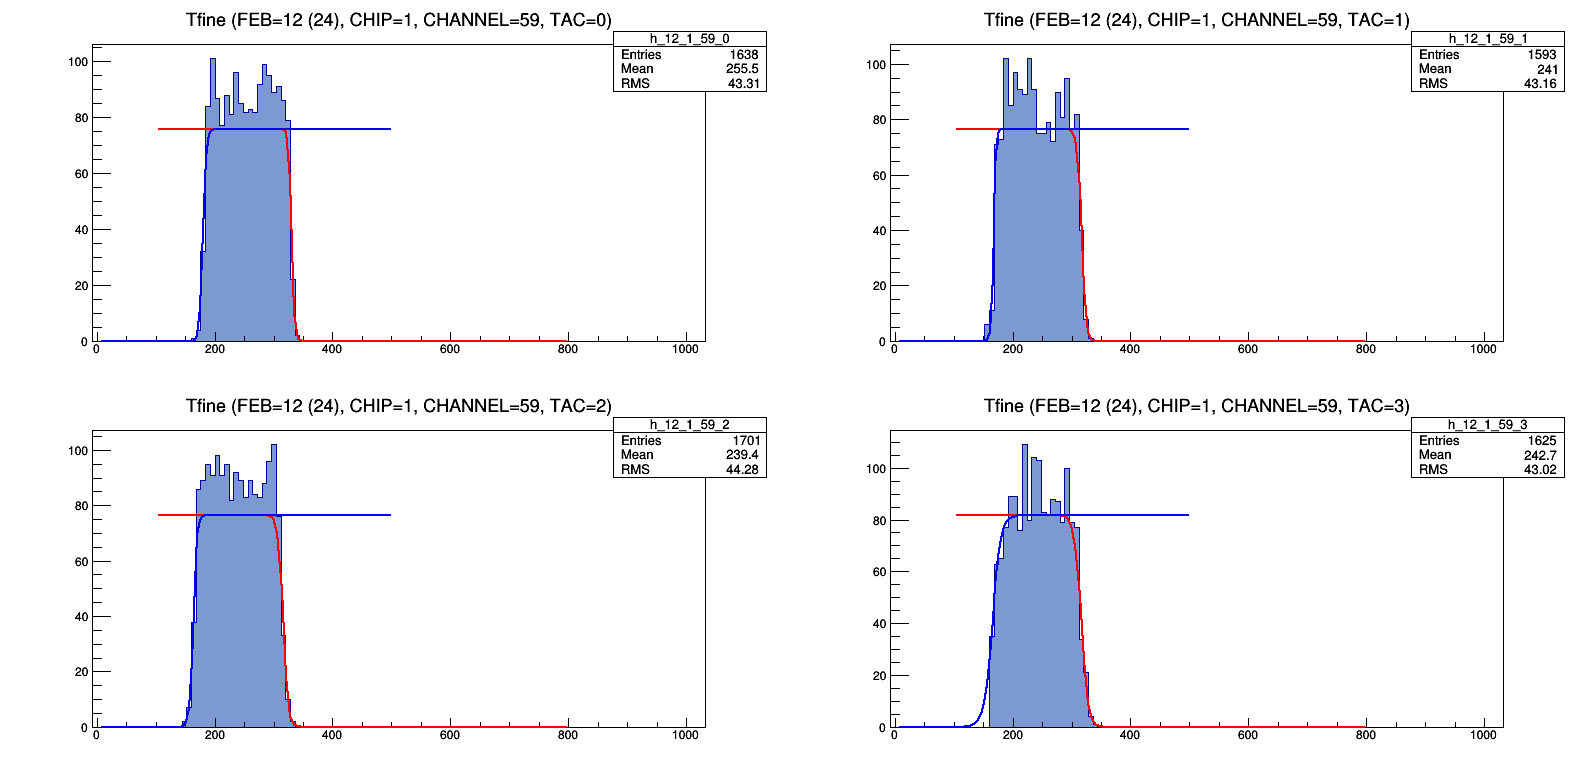 Tfine (FEB=12 (24), CHIP=1, CHANNEL=59, TAC=0)
h_12_1_59_0
Entries 1638
Mean 255.5
RMS 43.31
100
80
60
40
20
0
0 200 400 600 800 1000
Tfine (FEB=12 (24), CHIP=1, CHANNEL=59, TAC=1)
h_12_1_59_1
Entries 1593
Mean 241
RMS 43.16
100
80
60
40
20
0
0 200 400 600 800 1000
Tfine (FEB=12 (24), CHIP=1, CHANNEL=59, TAC=2)
h_12_1_59_2
Entries 1701
Mean 239.4
RMS 44.28
100
80
60
40
20
0
0 200 400 600 800 1000
Tfine (FEB=12 (24), CHIP=1, CHANNEL=59, TAC=3)
h_12_1_59_3
Entries 1625
Mean 242.7
RMS 43.02
100
80
60
40
20
0
0 200 400 600 800 1000